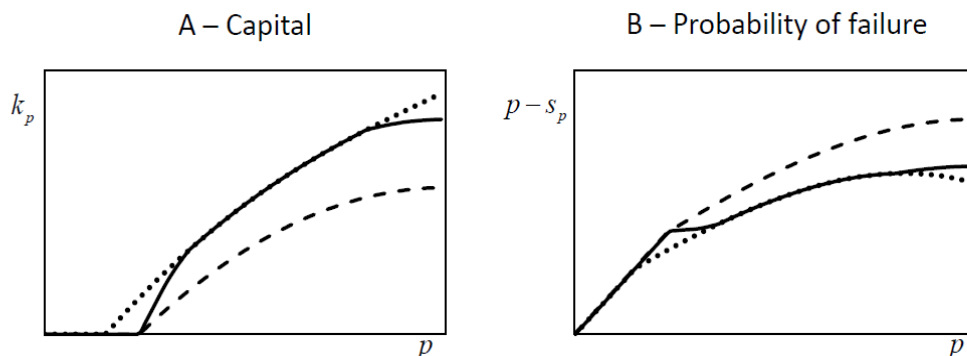 A – Capital
B – Probability of failure
k_p
p
p − s_p
p